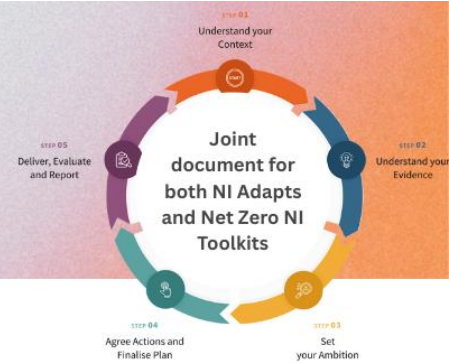 STEP 01
Understand your
Context
START
STEP 05
Deliver, Evaluate
and Report
Joint
document for
both NI Adapts
and Net Zero NI
Toolkits
STEP 02
Understand your
Evidence
STEP 04
Agree Actions and
Finalise Plan
STEP 03
Set
your Ambition